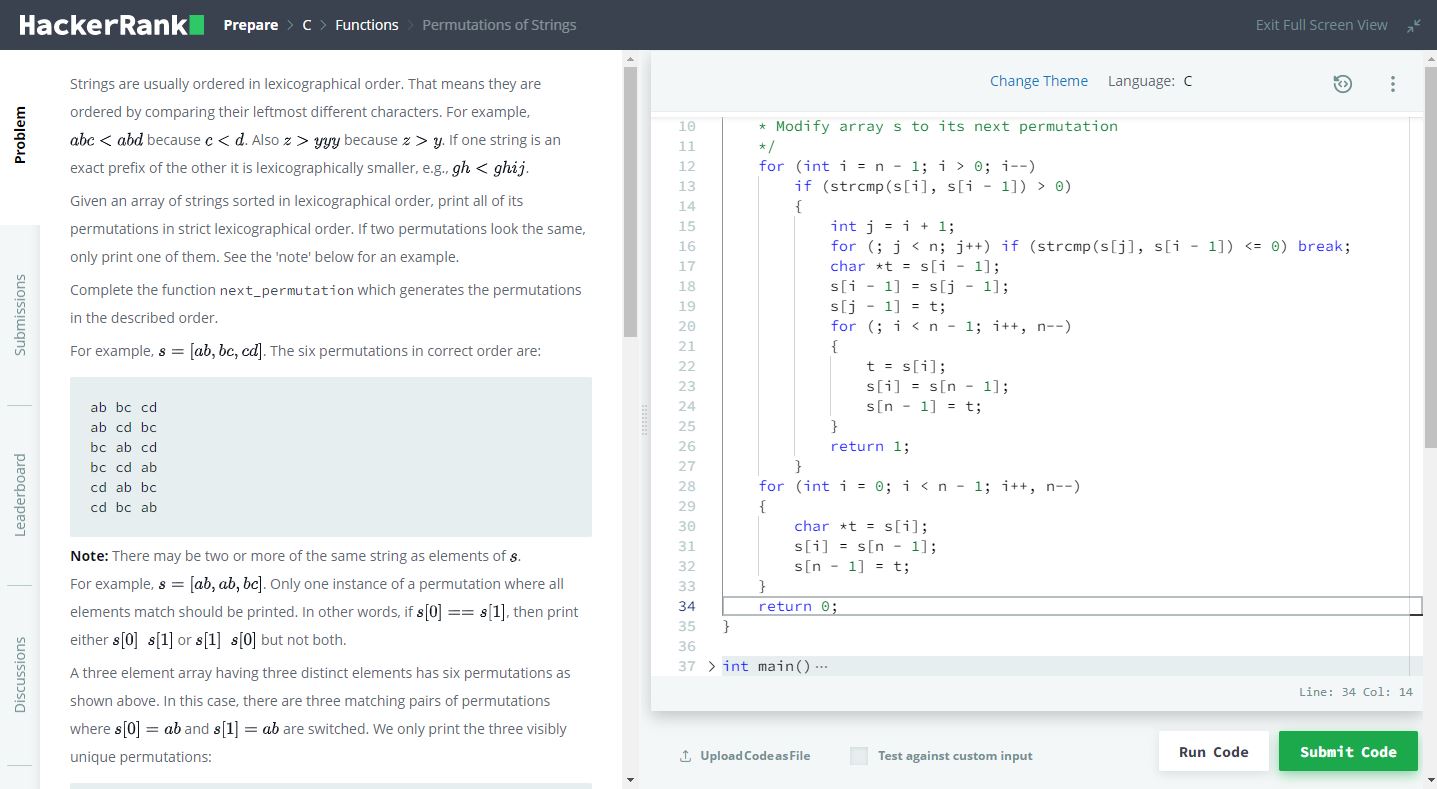 HackerRank Prepare > C > Functions > Permutations of Strings Exit Full Screen View
Problem
Submissions
Leaderboard
Discussions
Strings are usually ordered in lexicographical order. That means they are
ordered by comparing their leftmost different characters. For example,
abc < abd because c < d. Also z > yyy because z > y. If one string is an
exact prefix of the other it is lexicographically smaller, e.g., gh < ghij.
Given an array of strings sorted in lexicographical order, print all of its
permutations in strict lexicographical order. If two permutations look the same,
only print one of them. See the 'note' below for an example.
Complete the function next_permutation which generates the permutations
in the described order.
For example, s = [ab, bc, cd]. The six permutations in correct order are:
ab bc cd
ab cd bc
bc ab cd
bc cd ab
cd ab bc
cd bc ab
Note: There may be two or more of the same string as elements of s.
For example, s = [ab, ab, bc]. Only one instance of a permutation where all
elements match should be printed. In other words, if s[0] == s[1], then print
either s[0] s[1] or s[1] s[0] but not both.
A three element array having three distinct elements has six permutations as
shown above. In this case, there are three matching pairs of permutations
where s[0] = ab and s[1] = ab are switched. We only print the three visibly
unique permutations:
Change Theme Language: C
10 * Modify array s to its next permutation
11 */
12 for (int i = n - 1; i > 0; i--)
13 if (strcmp(s[i], s[i - 1]) > 0)
14 {
15 int j = i + 1;
16 for (; j < n; j++) if (strcmp(s[j], s[i - 1]) <= 0) break;
17 char *t = s[i - 1];
18 s[i - 1] = s[j - 1];
19 s[j - 1] = t;
20 for (; i < n - 1; i++, n--)
21 {
22 t = s[i];
23 s[i] = s[n - 1];
24 s[n - 1] = t;
25 }
26 return 1;
27 }
28 for (int i = 0; i < n - 1; i++, n--)
29 {
30 char *t = s[i];
31 s[i] = s[n - 1];
32 s[n - 1] = t;
33 }
34 return 0;
35 }
36
37 > int main() ···
Line: 34 Col: 14
Upload Code as File Test against custom input Run Code Submit Code